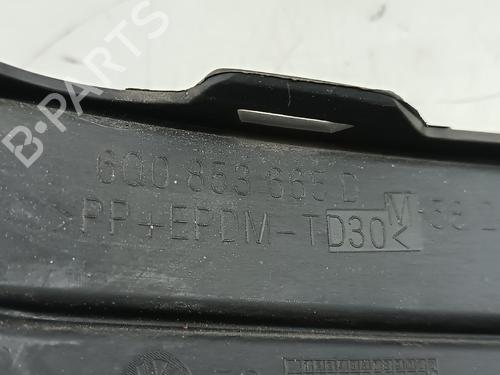 B-PARTS
6Q0 853 665 D
PP+EPDM-TD30<
M